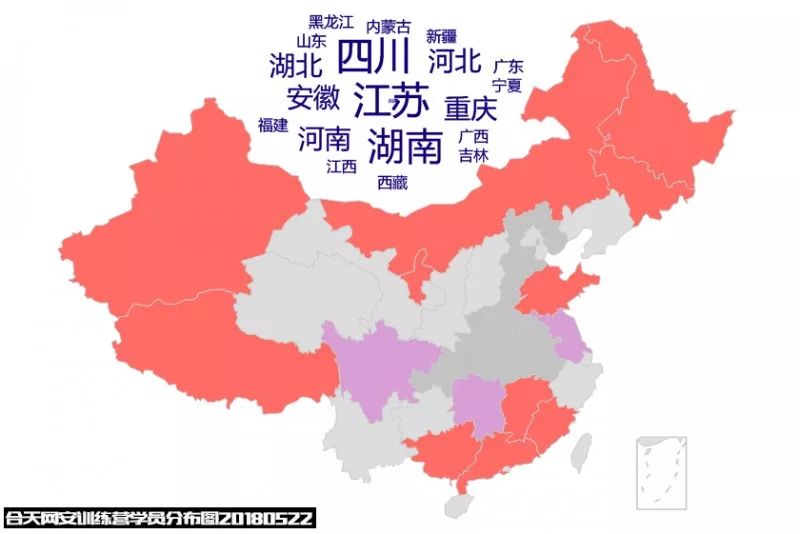 黑龙江 内蒙古
山东 四川 新疆
湖北 河北 广东
安徽 江苏 宁夏
重庆
福建 河南 湖南 广西
江西 吉林
西藏
合天网安训练营学员分布图20180522